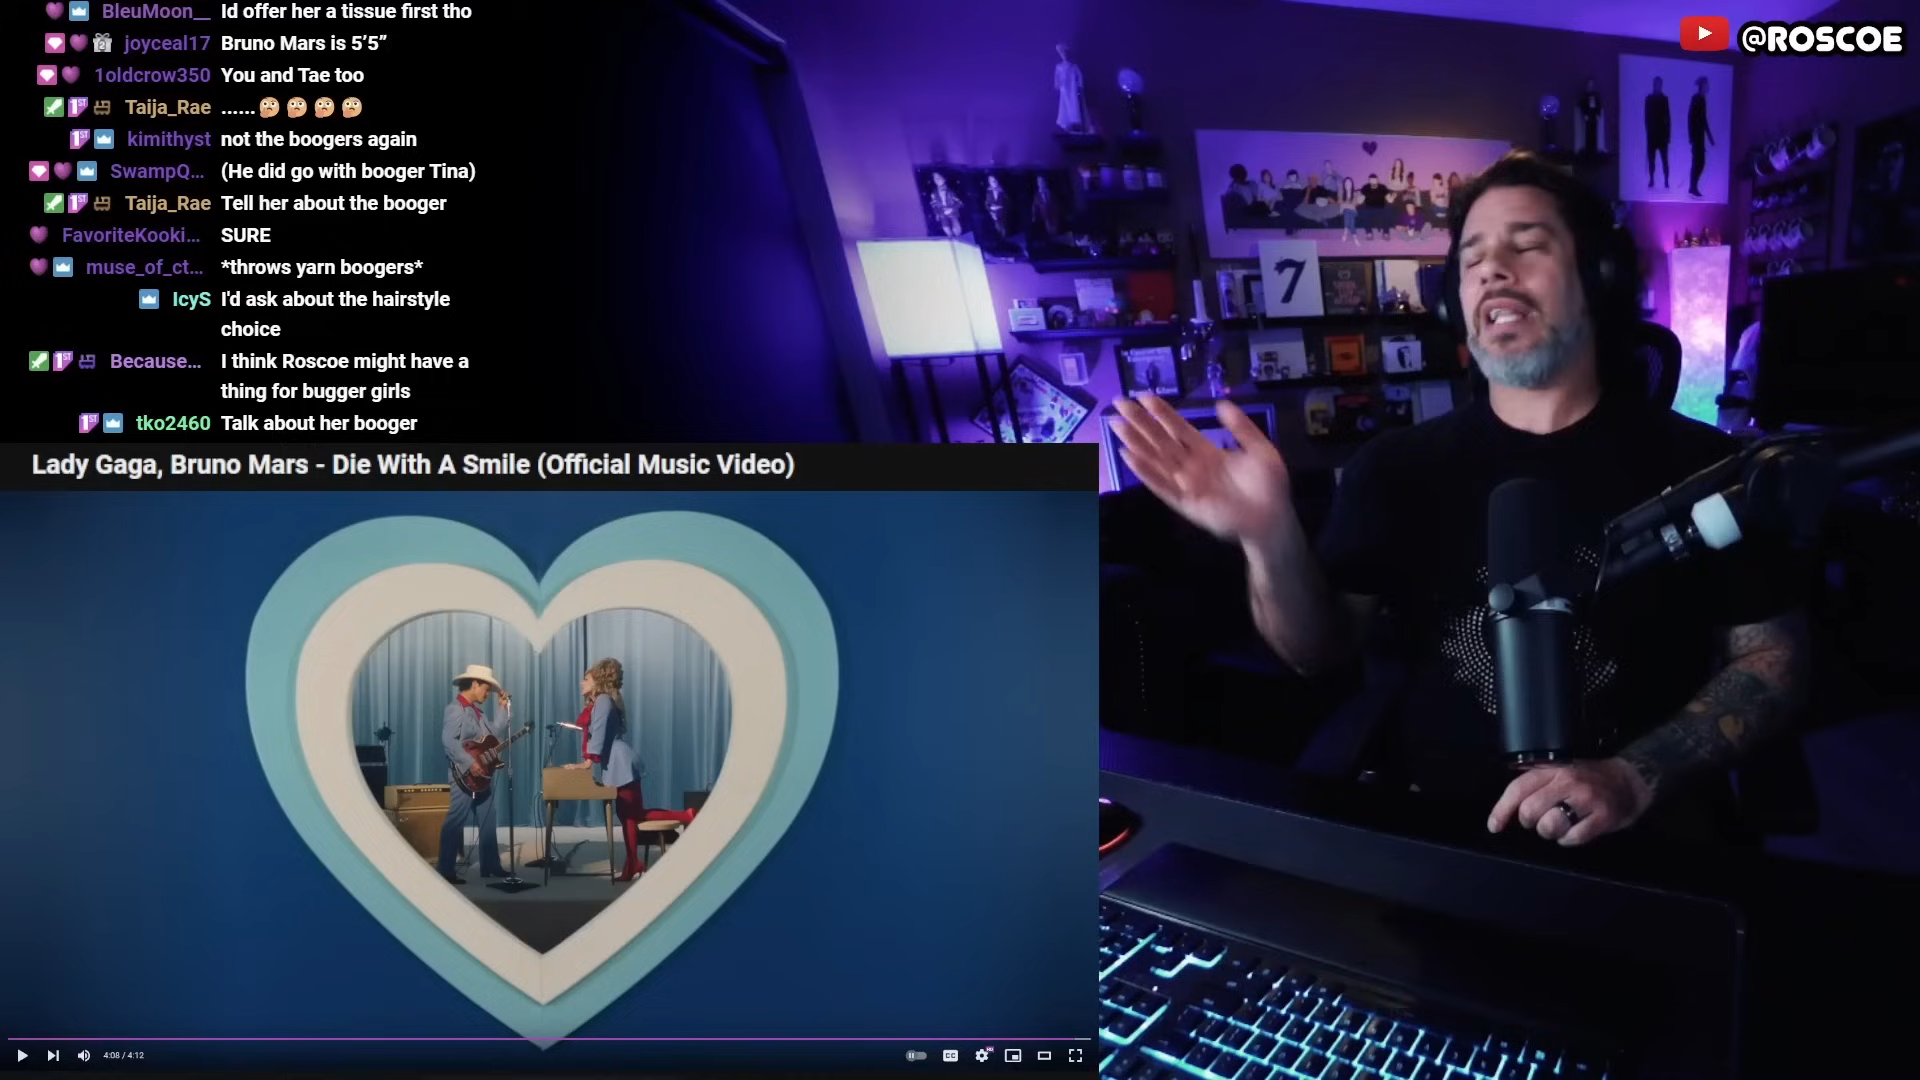 BleuMoon__ Id offer her a tissue first tho
@ROSCOE
joyceal17 Bruno Mars is 5’5”
1oldcrow350 You and Tae too
Taija_Rae ......
kimithyst not the boogers again
SwampQ... (He did go with booger Tina)
Taija_Rae Tell her about the booger
FavoriteKooki... SURE
muse_of_ct... *throws yarn boogers*
IcyS I'd ask about the hairstyle
choice
Because... I think Roscoe might have a
thing for bugger girls
tko2460 Talk about her booger
7
Lady Gaga, Bruno Mars - Die With A Smile (Official Music Video)
4:08 / 4:12
CC